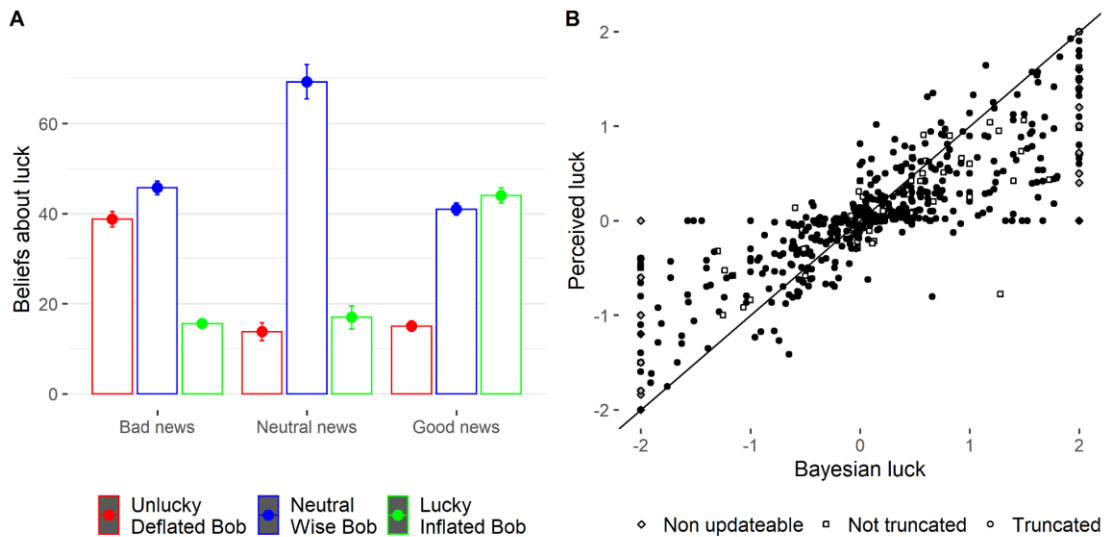 A
Beliefs about luck
60
40
20
0
Bad news
Neutral news
Good news
Unlucky
Deflated Bob
Neutral
Wise Bob
Lucky
Inflated Bob
B
Perceived luck
2
1
0
-1
-2
-2
-1
0
1
2
Bayesian luck
Non updateable
Not truncated
Truncated